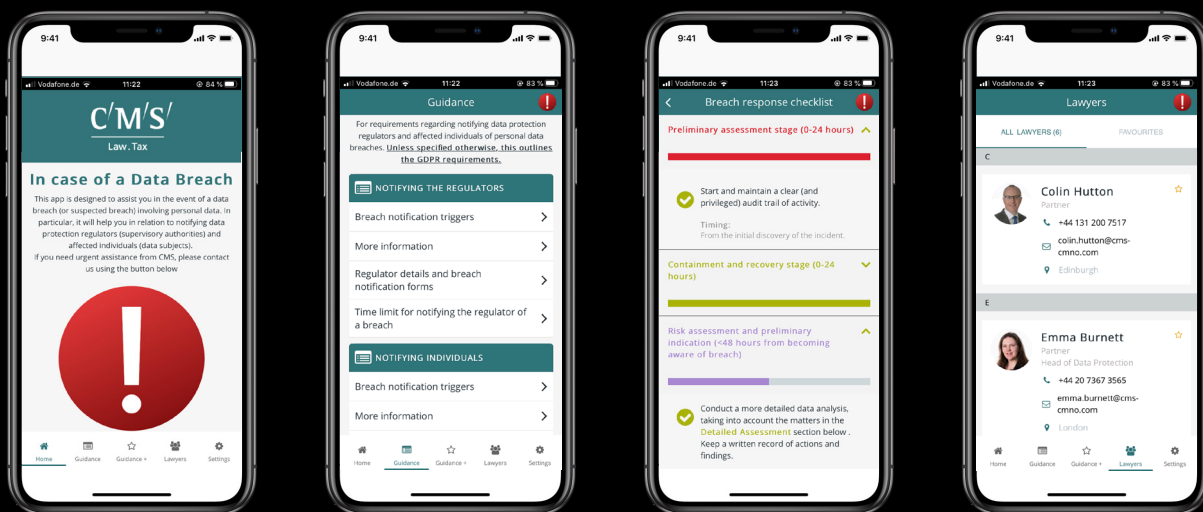 9:41
Vodafone.de
11:22
84 %
C'M'S'
Law.Tax
In case of a Data Breach
This app is designed to assist you in the event of a data
breach (or suspected breach) involving personal data. In
particular, it will help you in relation to notifying data
protection regulators (supervisory authorities) and
affected individuals (data subjects).
If you need urgent assistance from CMS, please contact
us using the button below
!
Home
Guidance
Guidance +
Lawyers
Settings
9:41
Vodafone.de
11:22
83 %
Guidance
!
For requirements regarding notifying data protection
regulators and affected individuals of personal data
breaches. Unless specified otherwise, this outlines
the GDPR requirements.
NOTIFYING THE REGULATORS
Breach notification triggers
More information
Regulator details and breach
notification forms
Time limit for notifying the regulator of
a breach
NOTIFYING INDIVIDUALS
Breach notification triggers
More information
Home
Guidance
Guidance +
Lawyers
Settings
9:41
Vodafone.de
11:23
83 %
Breach response checklist
!
Preliminary assessment stage (0-24 hours)
Start and maintain a clear (and
privileged) audit trail of activity.
Timing:
From the initial discovery of the incident.
Containment and recovery stage (0-24
hours)
Risk assessment and preliminary
indication (<48 hours from becoming
aware of breach)
Conduct a more detailed data analysis,
taking into account the matters in the
Detailed Assessment section below .
Keep a written record of actions and
findings.
9:41
Vodafone.de
11:23
83 %
Lawyers
!
ALL LAWYERS (6)
FAVOURITES
C
Colin Hutton
Partner
+44 131 200 7517
colin.hutton@cms-
cmno.com
Edinburgh
E
Emma Burnett
Partner
Head of Data Protection
+44 20 7367 3565
emma.burnett@cms-
cmno.com
London
Home
Guidance
Guidance +
Lawyers
Settings